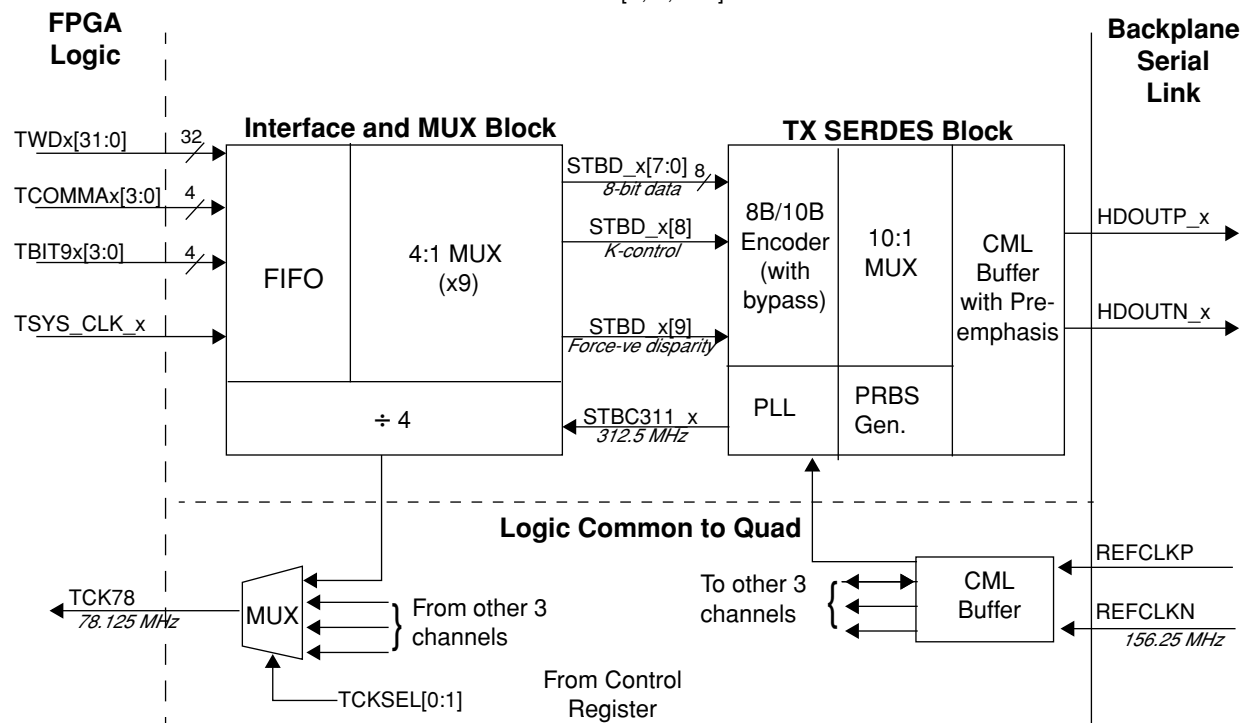 FPGA
Logic
Backplane
Serial
Link
Interface and MUX Block
TX SERDES Block
TWDx[31:0]
32
TCOMMAx[3:0]
4
TBIT9x[3:0]
4
TSYS_CLK_x
FIFO
4:1 MUX
(x9)
÷ 4
STBD_x[7:0]
8
8-bit data
STBD_x[8]
K-control
STBD_x[9]
Force-ve disparity
STBC311_x
312.5 MHz
8B/10B
Encoder
(with
bypass)
10:1
MUX
CML
Buffer
with Pre-
emphasis
PLL
PRBS
Gen.
HDOUTP_x
HDOUTN_x
Logic Common to Quad
TCK78
78.125 MHz
MUX
From other 3
channels
TCKSEL[0:1]
From Control
Register
To other 3
channels
CML
Buffer
REFCLKP
REFCLKN
156.25 MHz